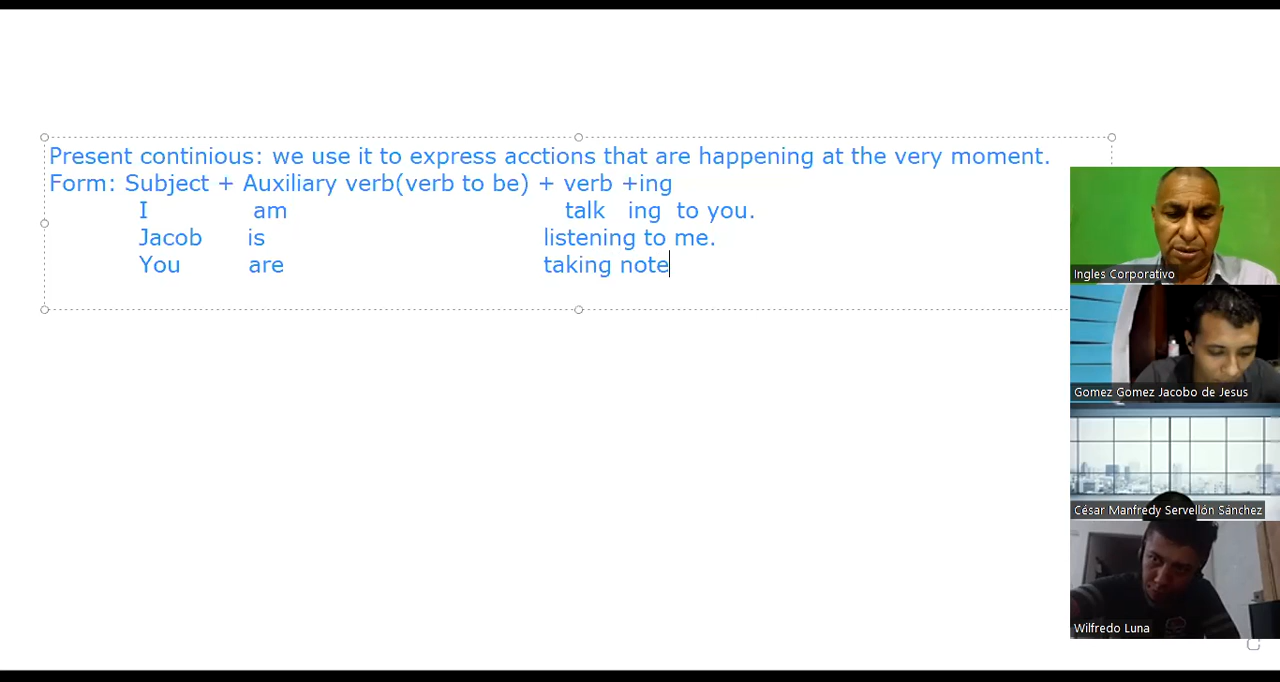 Present continious: we use it to express acctions that are happening at the very moment.
Form: Subject + Auxiliary verb(verb to be) + verb +ing
I am talk ing to you.
Jacob is listening to me.
You are taking note
Ingles Corporativo
Gomez Gomez Jacobo de Jesus
César Manfredy Servellón Sánchez
Wilfredo Luna